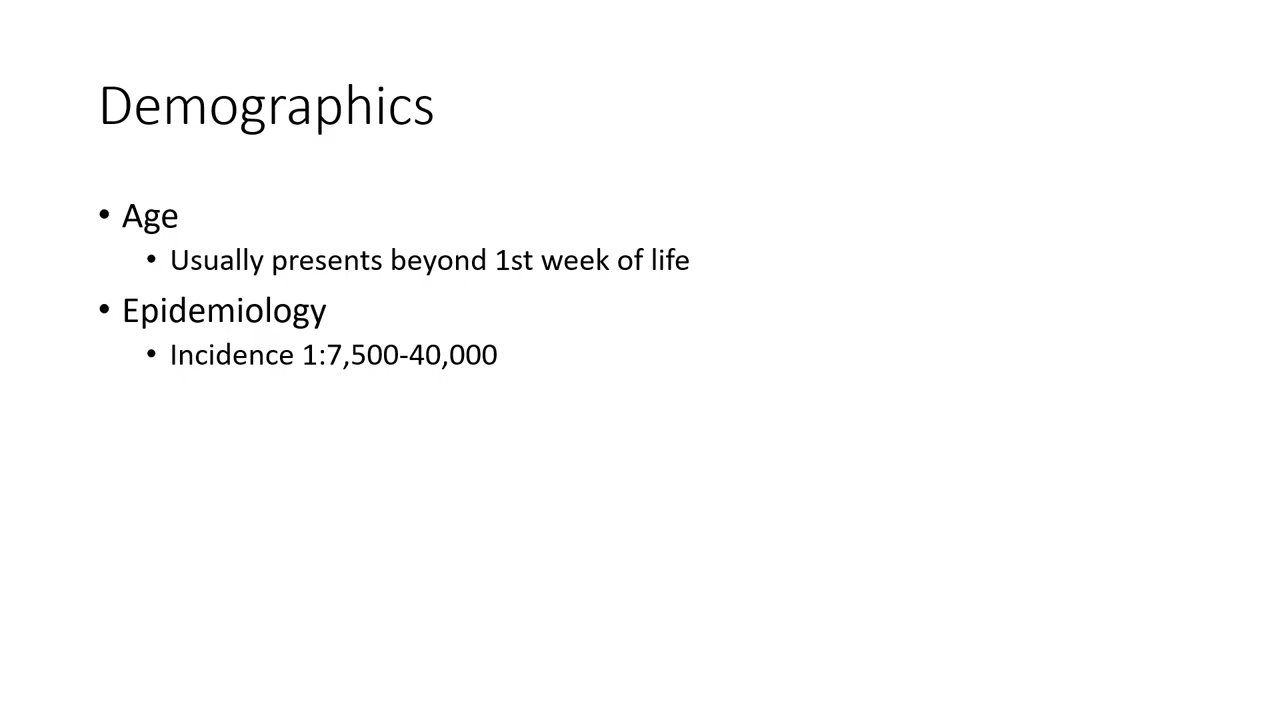 Demographics
• Age
• Usually presents beyond 1st week of life
• Epidemiology
• Incidence 1:7,500-40,000